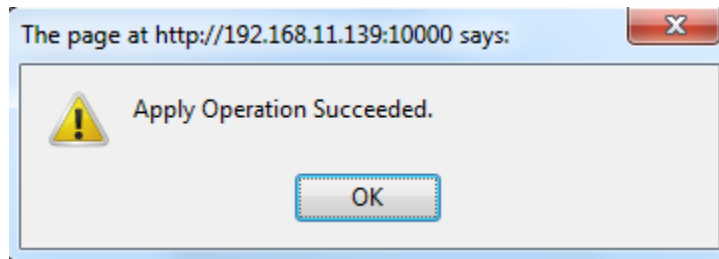 The page at http://192.168.11.139:10000 says:
Apply Operation Succeeded.
OK